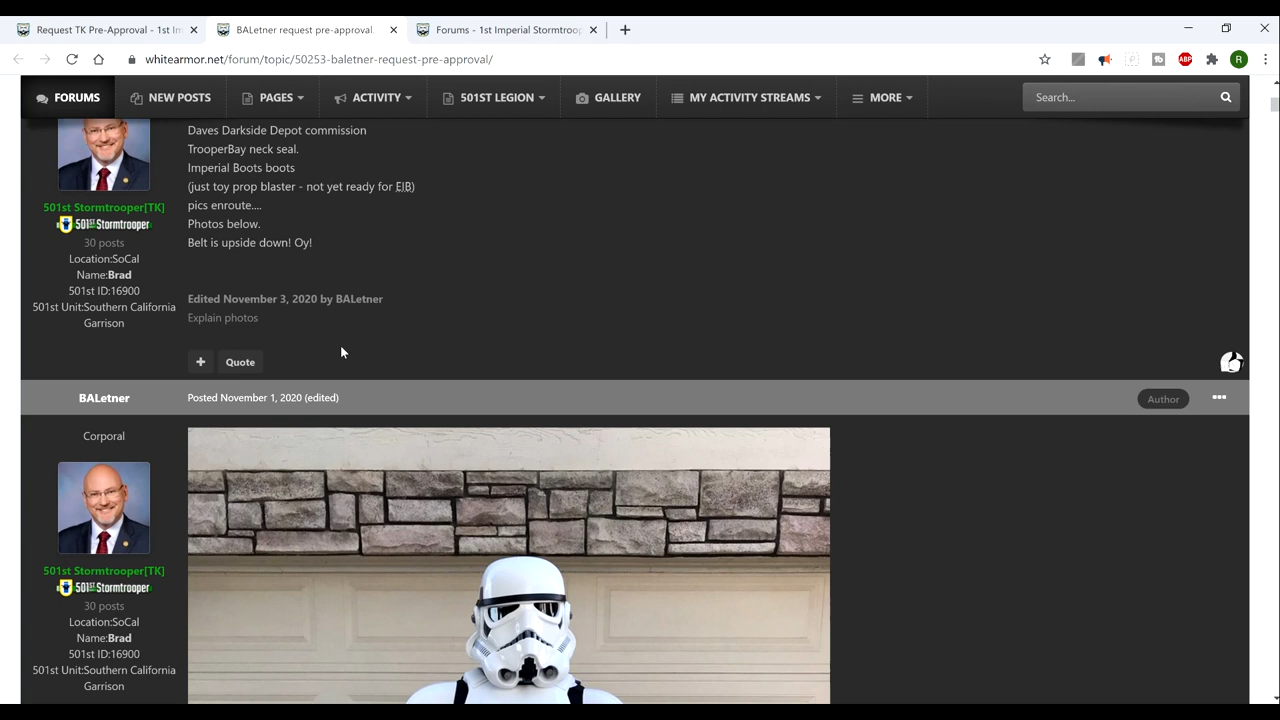 Request TK Pre-Approval - 1st Im
BALetner request pre-approval
Forums - 1st Imperial Stormtroop
whitearmor.net/forum/topic/50253-baletner-request-pre-approval/
ABP
R
FORUMS
NEW POSTS
PAGES
ACTIVITY
501ST LEGION
GALLERY
MY ACTIVITY STREAMS
MORE
Search...
Daves Darkside Depot commission
TrooperBay neck seal.
Imperial Boots boots
(just toy prop blaster - not yet ready for EIB)
pics enroute....
Photos below.
Belt is upside down! Oy!
Edited November 3, 2020 by BALetner
Explain photos
+ Quote
501st Stormtrooper[TK]
501st Stormtrooper
30 posts
Location:SoCal
Name:Brad
501st ID:16900
501st Unit:Southern California
Garrison
BALetner
Posted November 1, 2020 (edited)
Author
Corporal
501st Stormtrooper[TK]
501st Stormtrooper
30 posts
Location:SoCal
Name:Brad
501st ID:16900
501st Unit:Southern California
Garrison